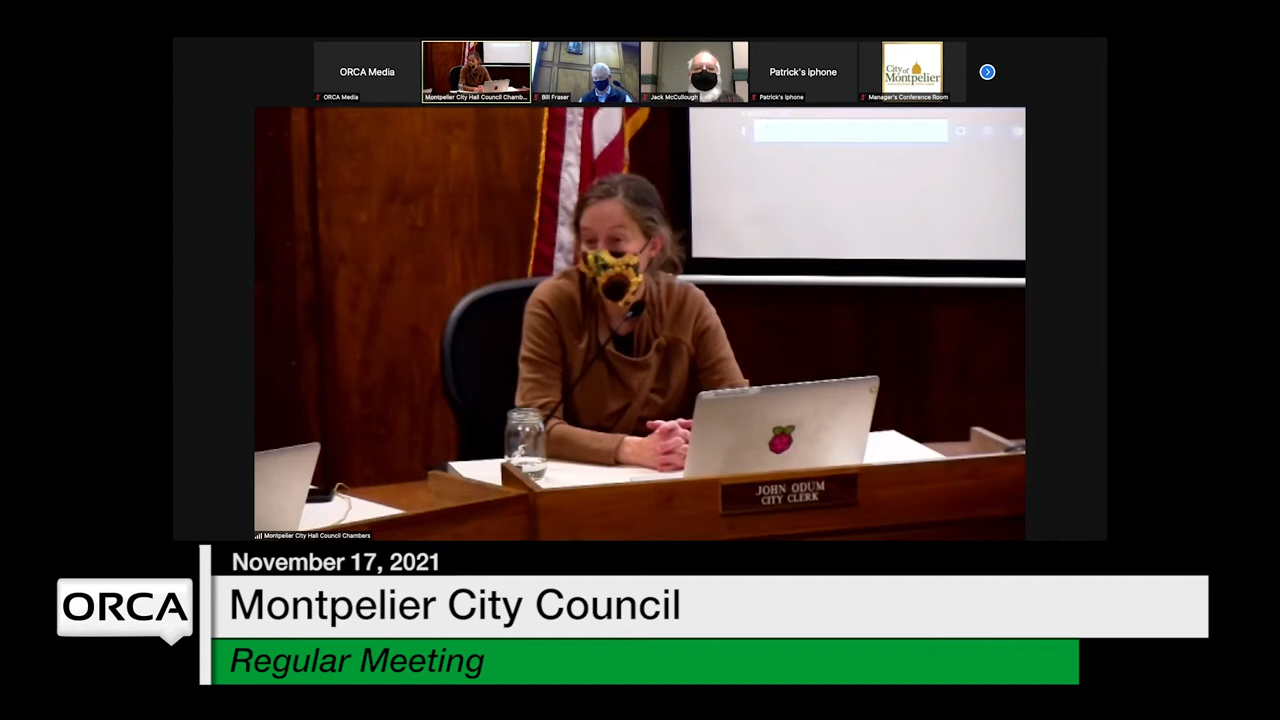 ORCA Media
Patrick's iphone
City of
Montpelier
ORCA Media
Montpelier City Hall Council Chamb...
Bill Fraser
Jack McCullough
Patrick's iphone
Manager's Conference Room
JOHN ODUM
CITY CLERK
Montpelier City Hall Council Chambers
November 17, 2021
ORCA
Montpelier City Council
Regular Meeting